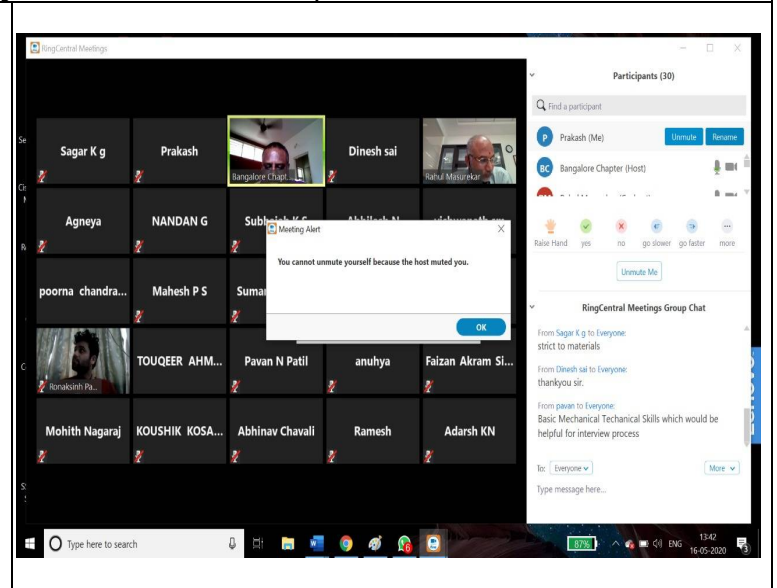 RingCentral Meetings
Participants (30)
Find a participant
P Prakash (Me) Unmute Rename
BC Bangalore Chapter (Host)
Raise Hand yes no go slower go faster more
Unmute Me
RingCentral Meetings Group Chat
From Sagar K g to Everyone:
strict to materials
From Dinesh sai to Everyone:
thankyou sir.
From pavan to Everyone:
Basic Mechanical Techanical Skills which would be
helpful for interview process
To: Everyone More
Type message here...
Sagar K g
Prakash
Bangalore Chapt...
Dinesh sai
Rahul Masurekar
Agneya
NANDAN G
Meeting Alert
You cannot unmute yourself because the host muted you.
OK
poorna chandra...
Mahesh P S
Ronaksinh Pa...
TOUQEER AHM...
Pavan N Patil
anuhya
Faizan Akram Si...
Mohith Nagaraj
KOUSHIK KOSA...
Abhinav Chavali
Ramesh
Adarsh KN
Type here to search
87%
ENG
13:42
16-05-2020